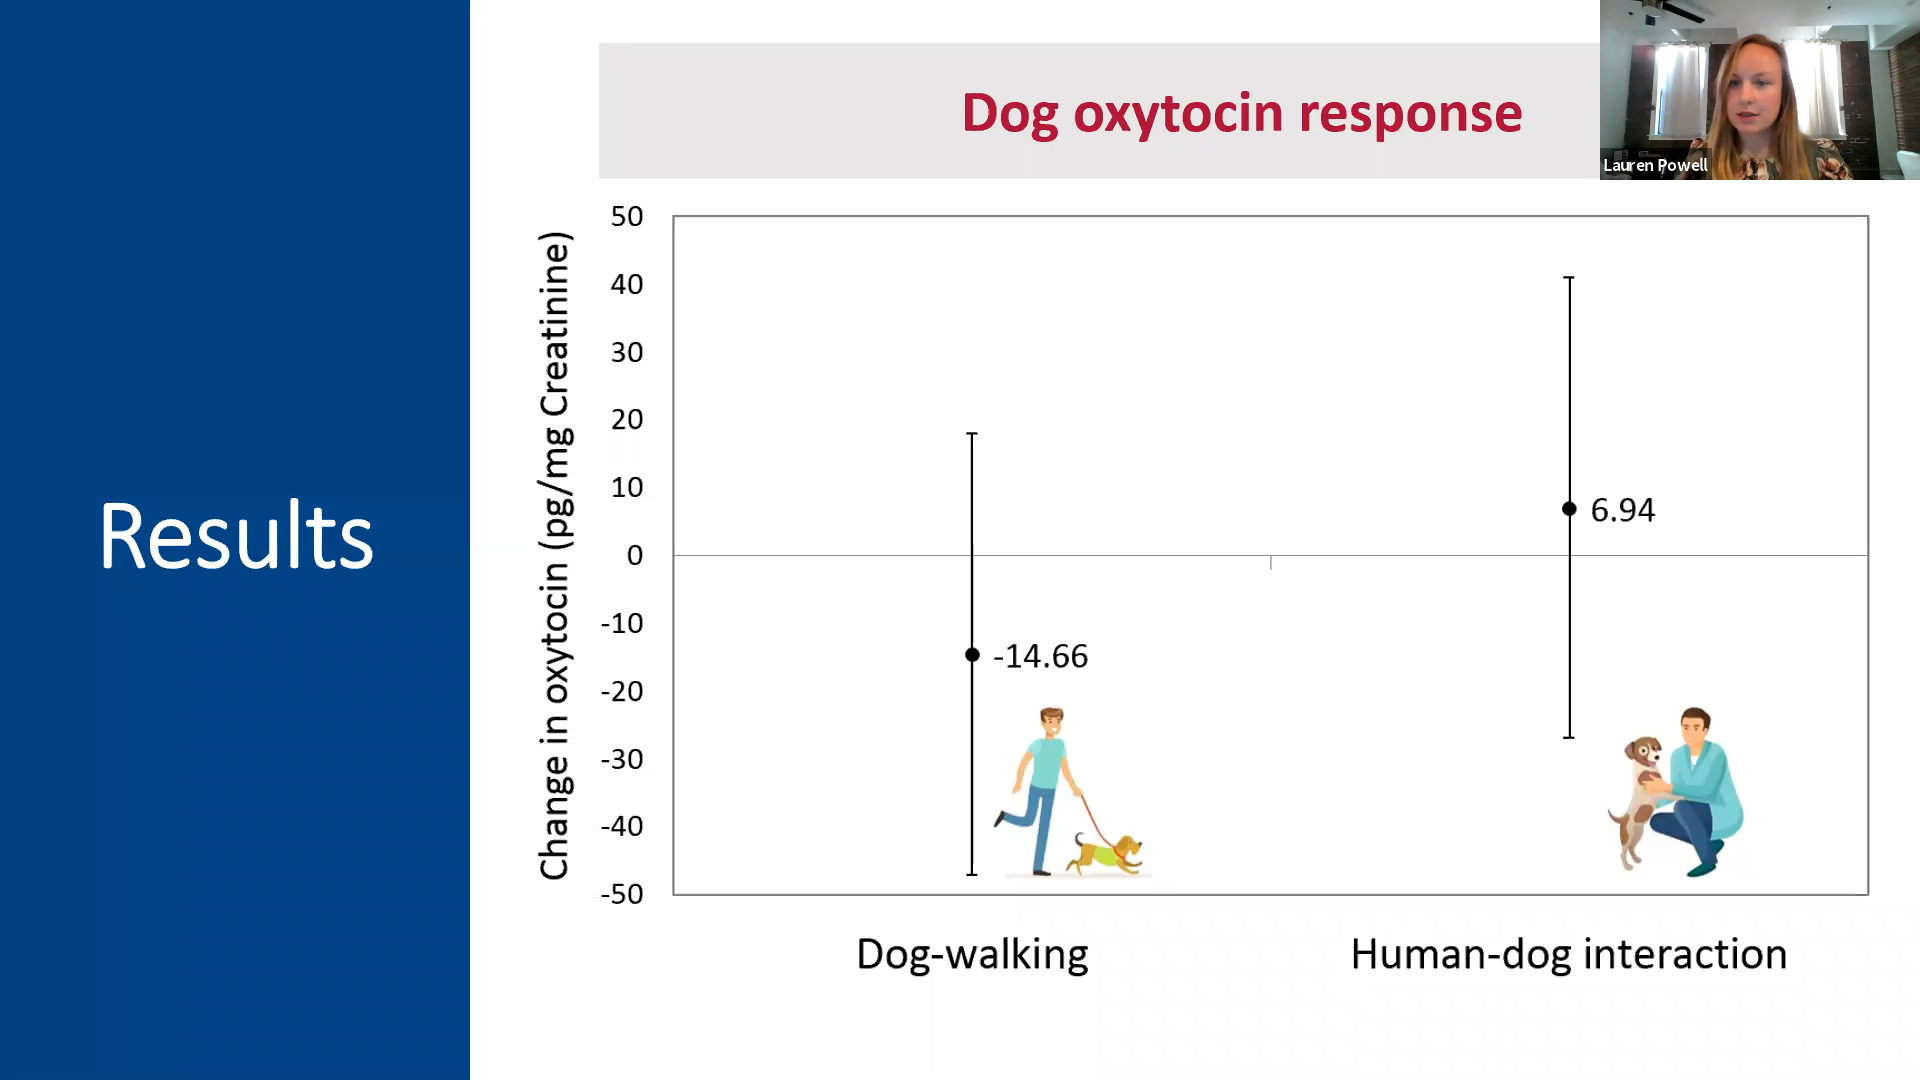 Results
Dog oxytocin response
Lauren Powell
Change in oxytocin (pg/mg Creatinine)
50
40
30
20
10
0
-10
-20
-30
-40
-50
-14.66
6.94
Dog-walking
Human-dog interaction